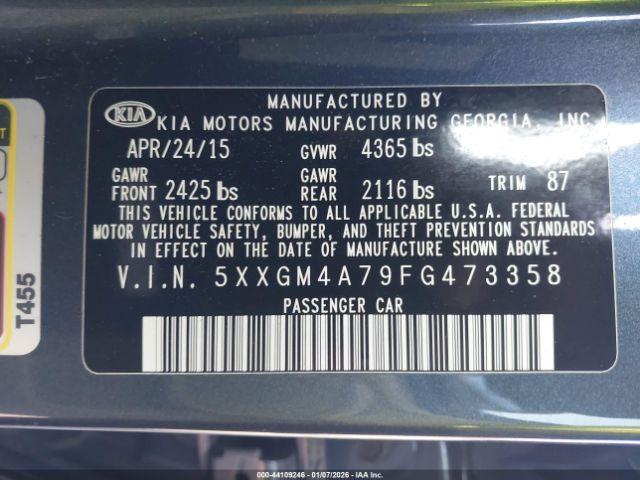 MANUFACTURED BY
KIA KIA MOTORS MANUFACTURING GEORGIA, INC.
APR/24/15 GVWR 4365 lbs
GAWR FRONT 2425 lbs GAWR REAR 2116 lbs TRIM 87
THIS VEHICLE CONFORMS TO ALL APPLICABLE U.S.A. FEDERAL
MOTOR VEHICLE SAFETY, BUMPER, AND THEFT PREVENTION STANDARDS
IN EFFECT ON THE DATE OF MANUFACTURE SHOWN ABOVE.
V.I.N. 5XXGM4A79FG473358
PASSENGER CAR
T455
000-44109246 - 01/07/2026 - IAA Inc.